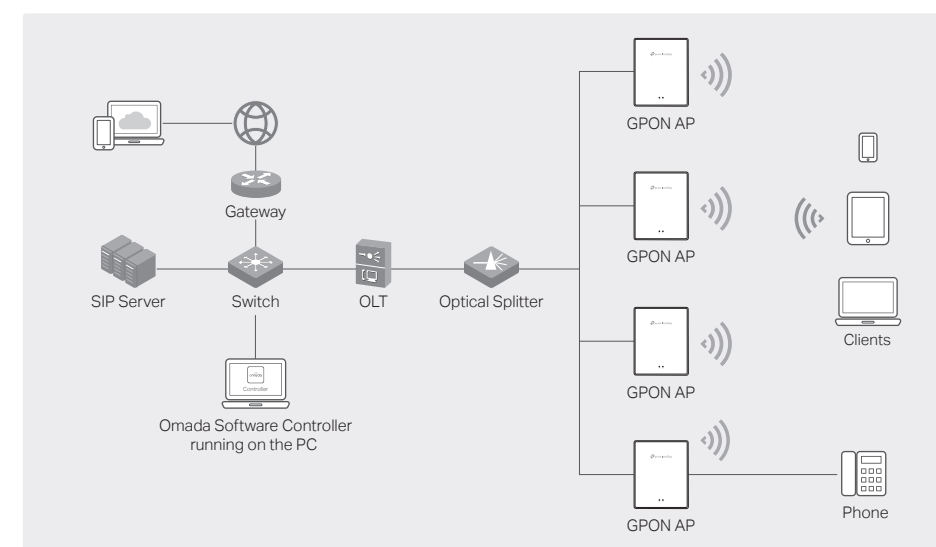 GPON AP
Gateway
GPON AP
SIP Server
Switch
OLT
Optical Splitter
Clients
Controller
GPON AP
Omada Software Controller
running on the PC
Phone
GPON AP